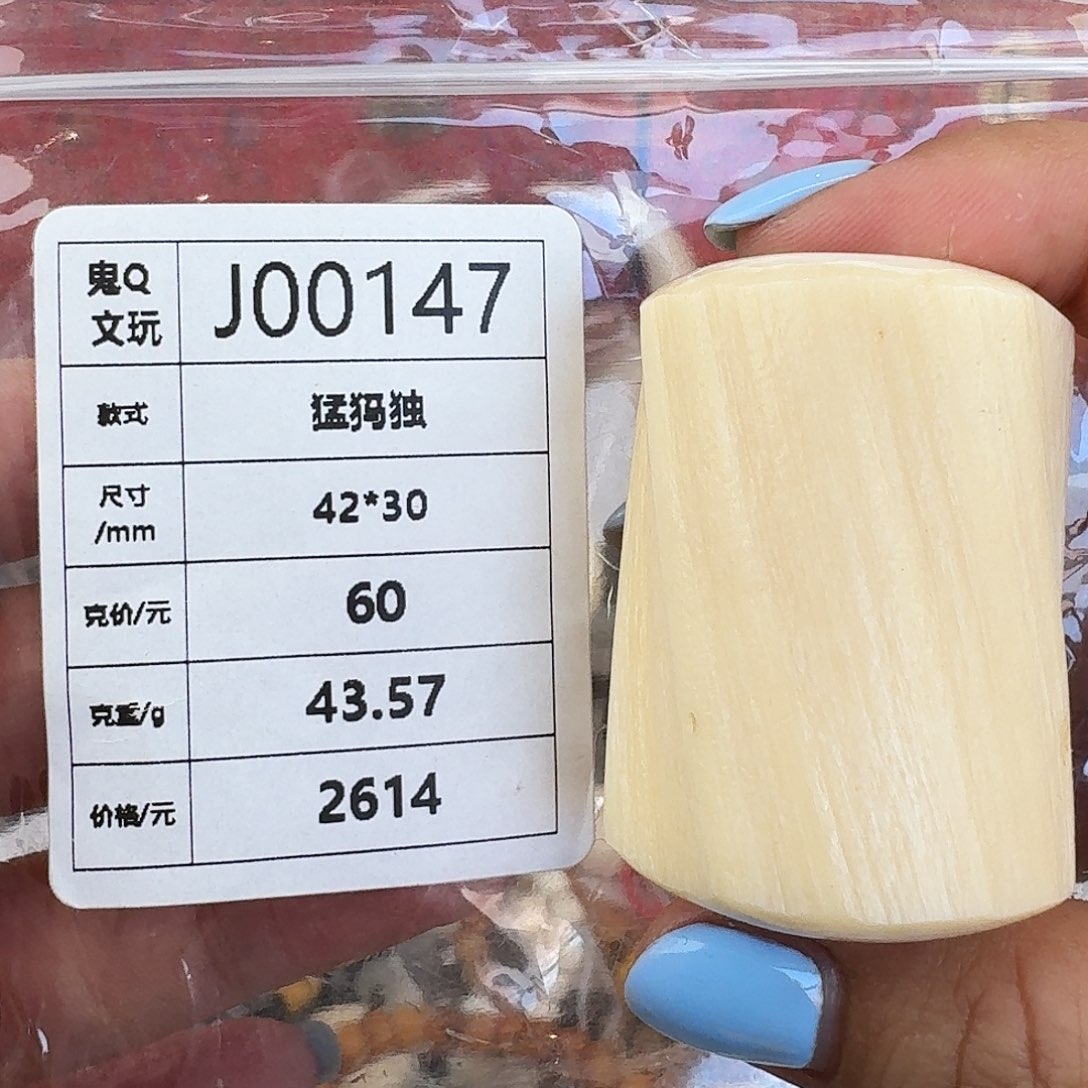 鬼Q
文玩
J00147
款式
猛犸独
尺寸
/mm
42*30
克价/元
60
克重/g
43.57
价格/元
2614